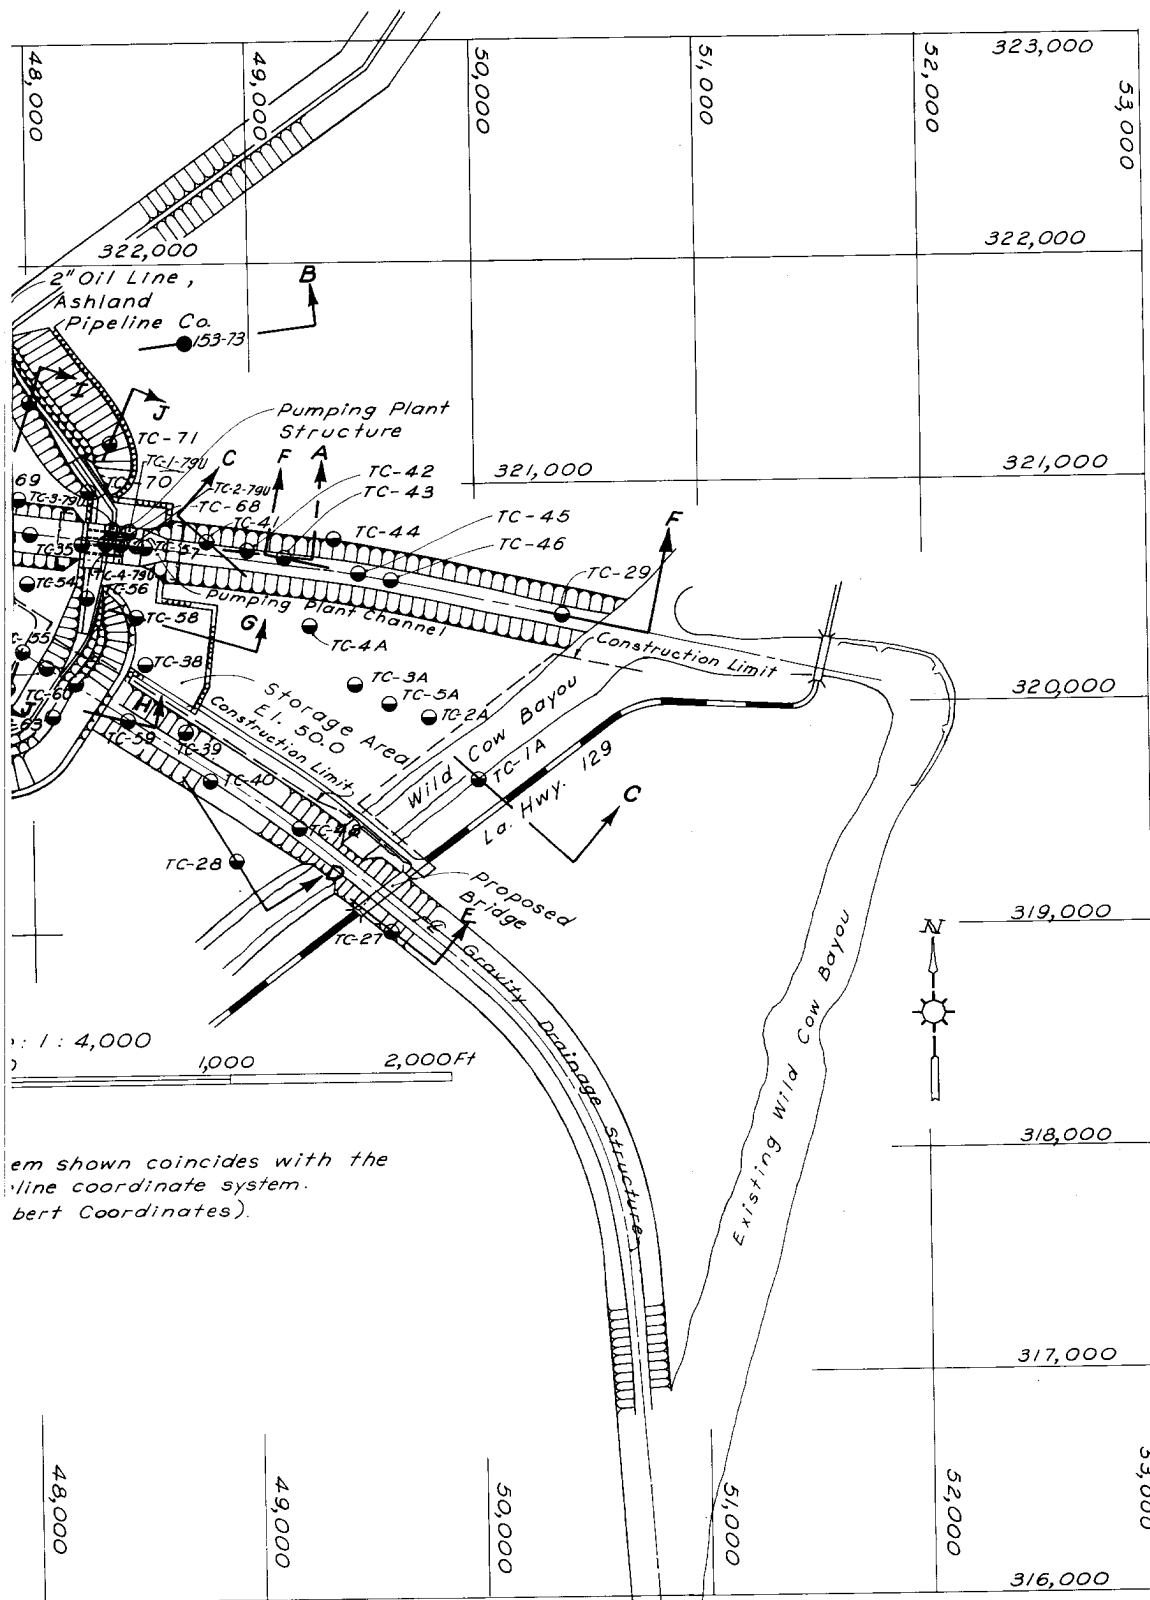 48,000
49,000
50,000
51,000
52,000
323,000
53,000
322,000
322,000
2" Oil Line,
Ashland
Pipeline Co.
B
153-73
I
J
Pumping Plant
Structure
TC-71
TC-1-79U
C
F
A
TC-42
321,000
321,000
69
TC-3-79U
70
TC-2-79U
TC-43
TC-68
TC-41
TC-44
TC-45
TC-46
F
TC-35
TC-57
TC-29
TC-54
TC-4-79U
TC-56
Pumping Plant Channel
TC-58
G
TC-4A
Construction Limit
TC-38
TC-3A
320,000
TC-60
Storage Area
El. 50.0
TC-5A
TC-2A
J
H
Construction Limit
Wild Cow Bayou
TC-63
TC-59
TC-39
TC-1A
La. Hwy. 129
TC-40
C
TC-48
TC-28
D
Proposed
Bridge
E
319,000
TC-27
℄ Gravity Drainage Structure
Existing Wild Cow Bayou
N
: 1 : 4,000
1,000
2,000 Ft
318,000
em shown coincides with the
line coordinate system.
bert Coordinates).
317,000
48,000
49,000
50,000
51,000
52,000
53,000
316,000